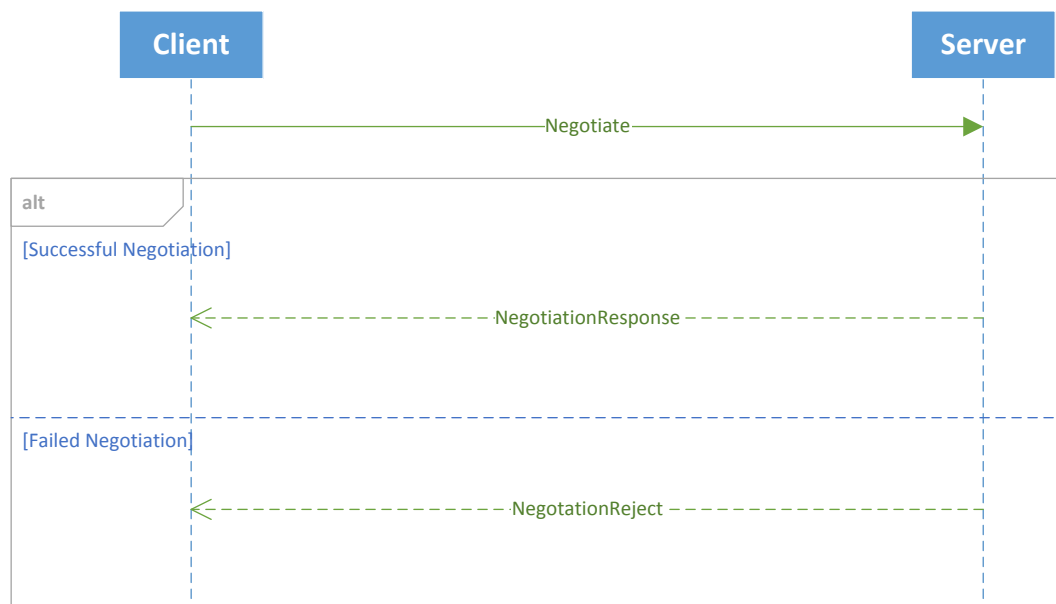 Client
Server
Negotiate
alt
[Successful Negotiation]
NegotiationResponse
[Failed Negotiation]
NegotationReject